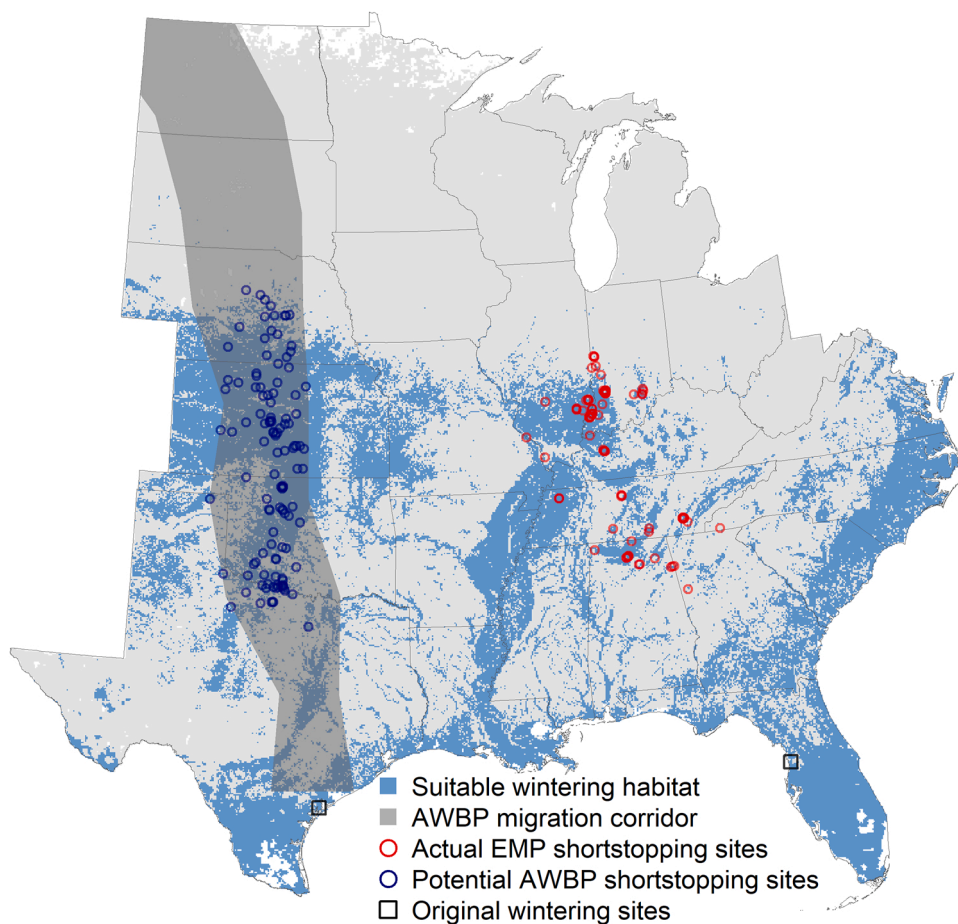 Suitable wintering habitat
AWBP migration corridor
Actual EMP shortstopping sites
Potential AWBP shortstopping sites
Original wintering sites